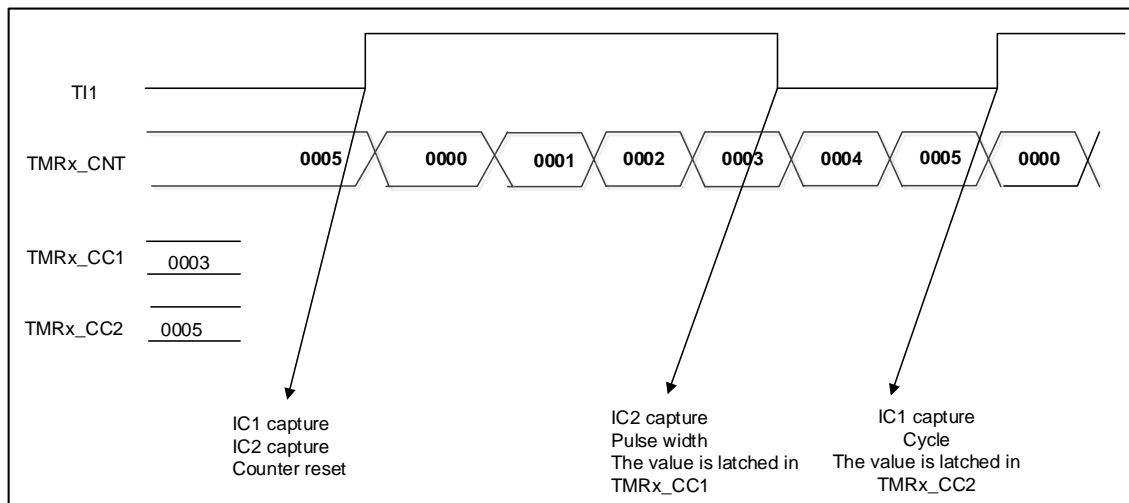 TI1
TMRx_CNT
0005 0000 0001 0002 0003 0004 0005 0000
TMRx_CC1
0003
TMRx_CC2
0005
IC1 capture
IC2 capture
Counter reset
IC2 capture
Pulse width
The value is latched in
TMRx_CC1
IC1 capture
Cycle
The value is latched in
TMRx_CC2